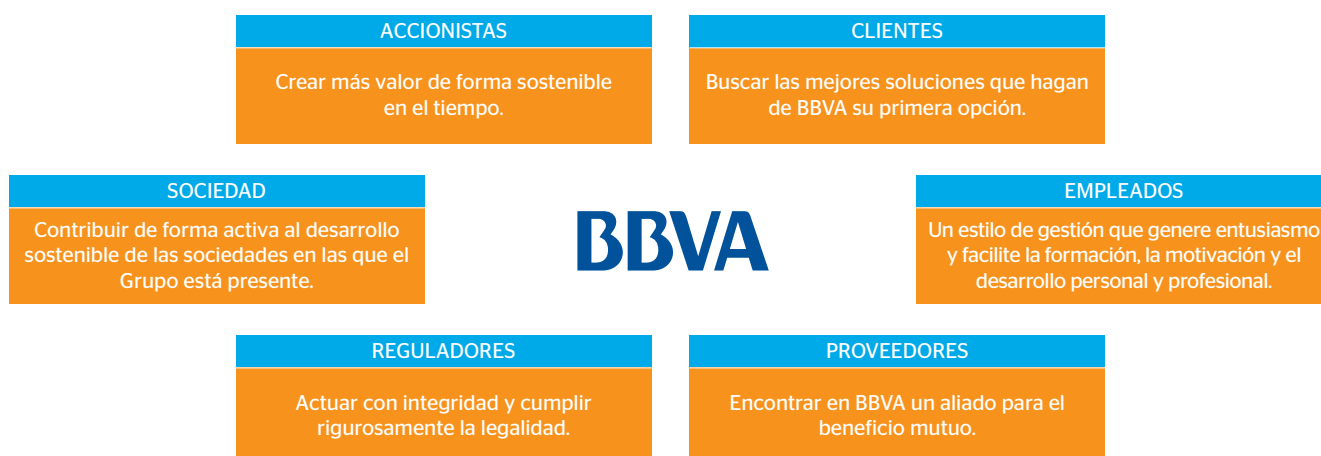 ACCIONISTAS
Crear más valor de forma sostenible
en el tiempo.
CLIENTES
Buscar las mejores soluciones que hagan
de BBVA su primera opción.
SOCIEDAD
Contribuir de forma activa al desarrollo
sostenible de las sociedades en las que el
Grupo está presente.
BBVA
EMPLEADOS
Un estilo de gestión que genere entusiasmo
y facilite la formación, la motivación y el
desarrollo personal y profesional.
REGULADORES
Actuar con integridad y cumplir
rigurosamente la legalidad.
PROVEEDORES
Encontrar en BBVA un aliado para el
beneficio mutuo.